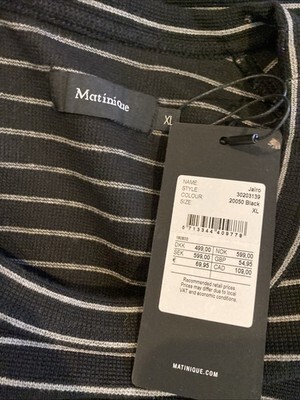 Matinique
XL
NAME: Jairo
STYLE: 30203139
COLOUR: 20050 Black
SIZE: XL
5713546409778
DKK 499,00 NOK 599,00
SEK 599,00 GBP 54,95
€ 69,95 CAD 109,00
Recommended retail prices.
Prices may differ due to local
VAT and economic conditions.
MATINIQUE.COM